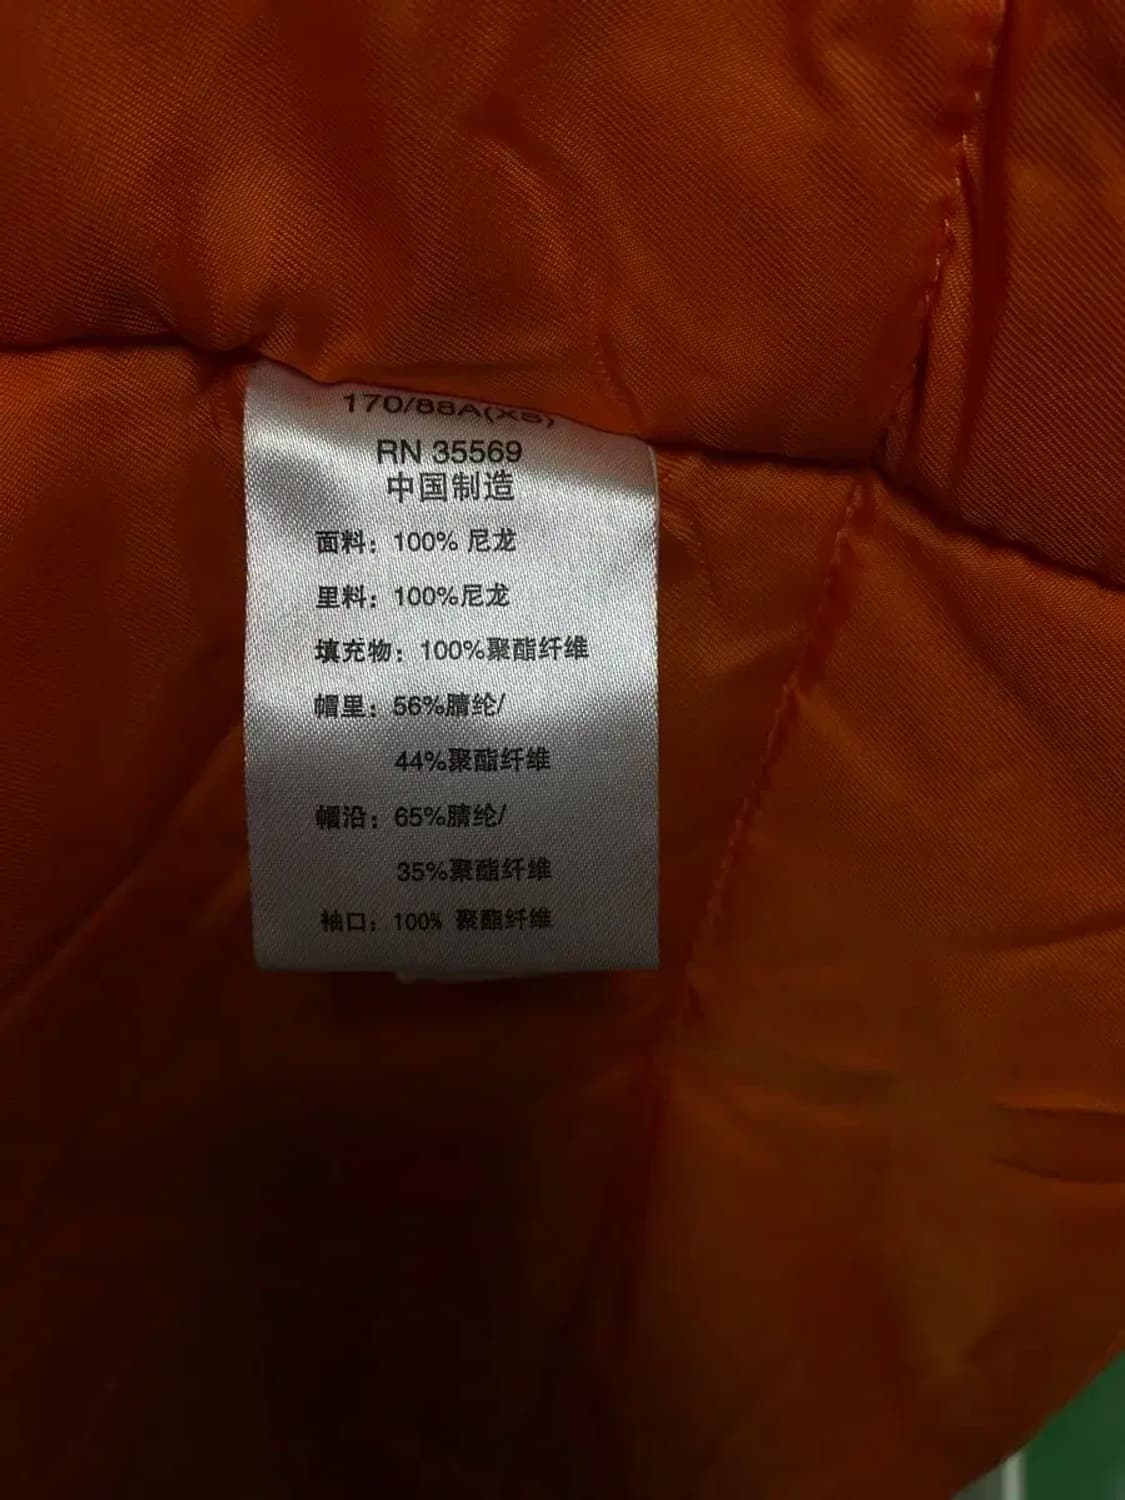 170/88A(XS)
RN 35569
中国制造
面料：100% 尼龙
里料：100%尼龙
填充物：100%聚酯纤维
帽里：56%腈纶/
44%聚酯纤维
帽沿：65%腈纶/
35%聚酯纤维
袖口：100% 聚酯纤维